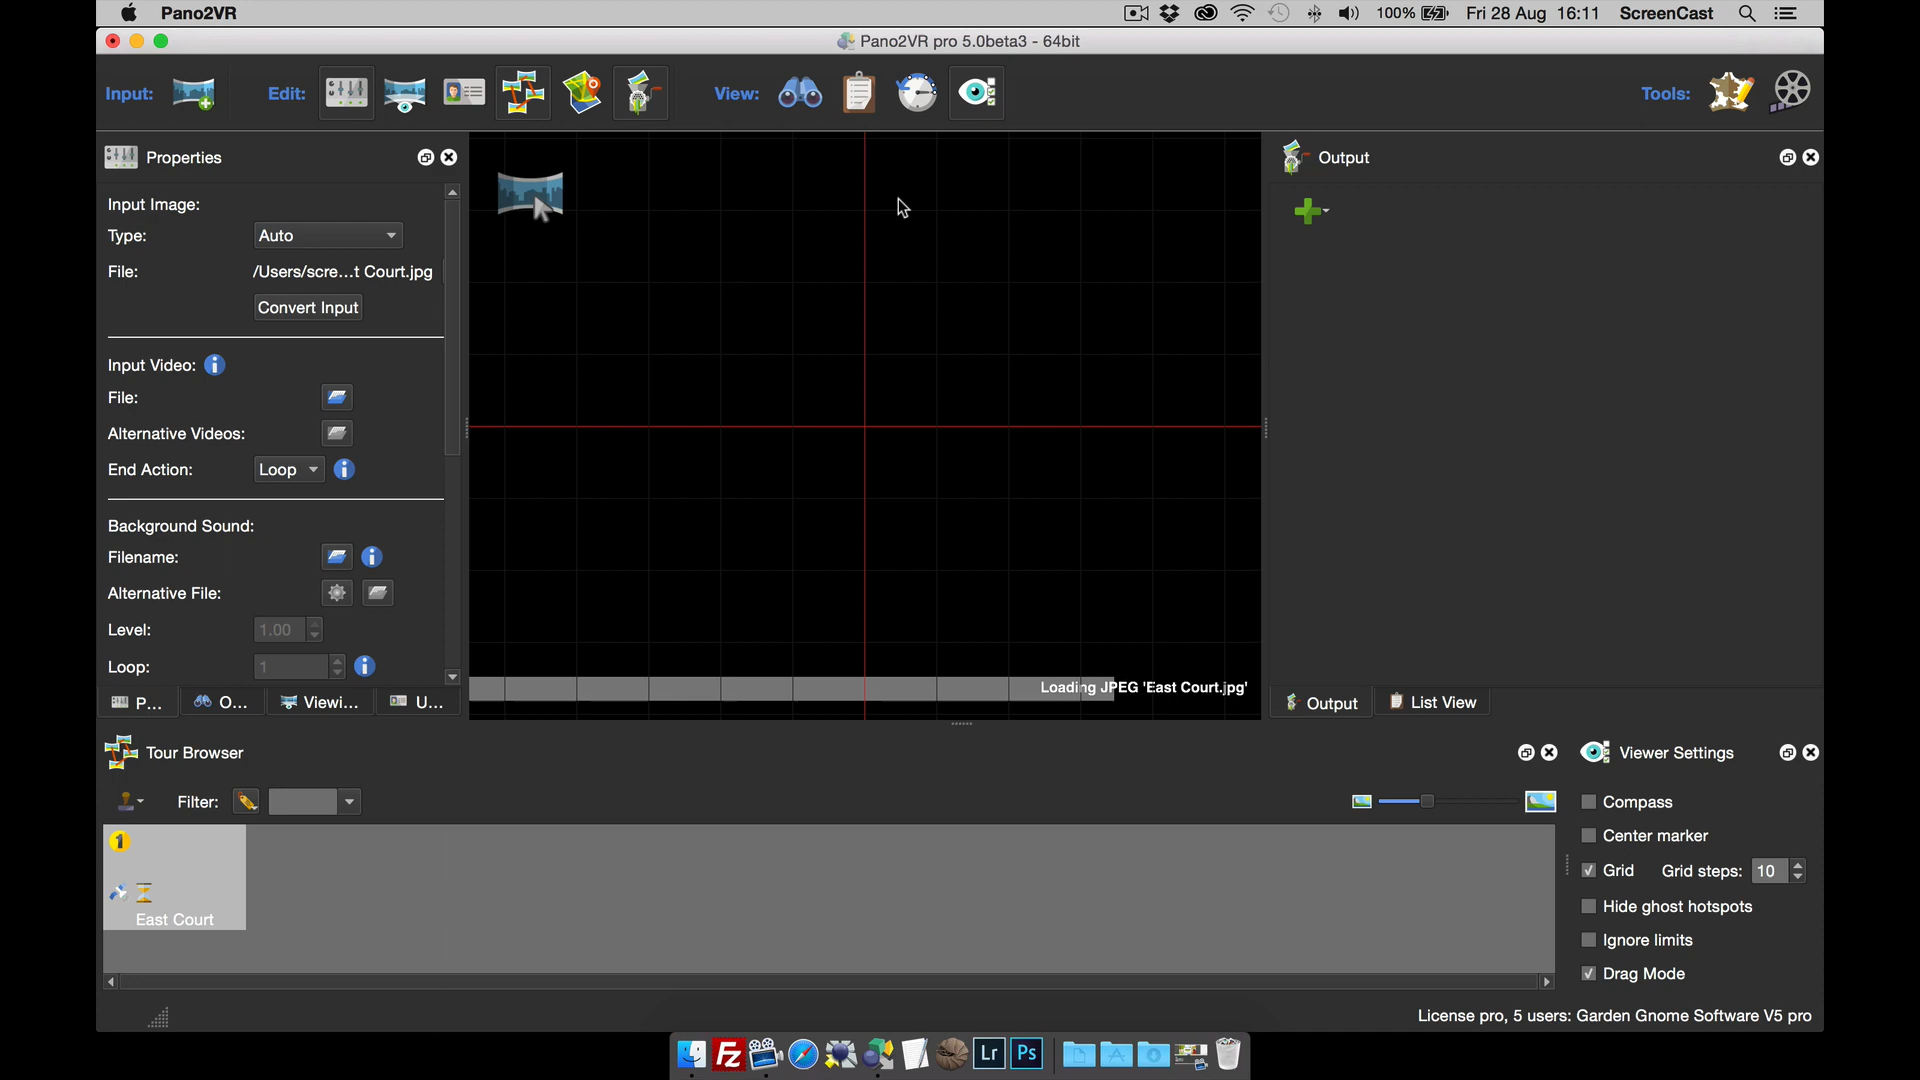 Pano2VR
100%
Fri 28 Aug 16:11
ScreenCast
Pano2VR pro 5.0beta3 - 64bit
Input:
Edit:
View:
Tools:
Properties
Input Image:
Type: Auto
File: /Users/scre...t Court.jpg
Convert Input
Input Video:
File:
Alternative Videos:
End Action: Loop
Background Sound:
Filename:
Alternative File:
Level: 1.00
Loop: 1
P...
O...
Viewi...
U...
Loading JPEG 'East Court.jpg'
Output
Output
List View
Tour Browser
Filter:
1
East Court
Viewer Settings
Compass
Center marker
Grid Grid steps: 10
Hide ghost hotspots
Ignore limits
Drag Mode
License pro, 5 users: Garden Gnome Software V5 pro
Fz
Lr
Ps